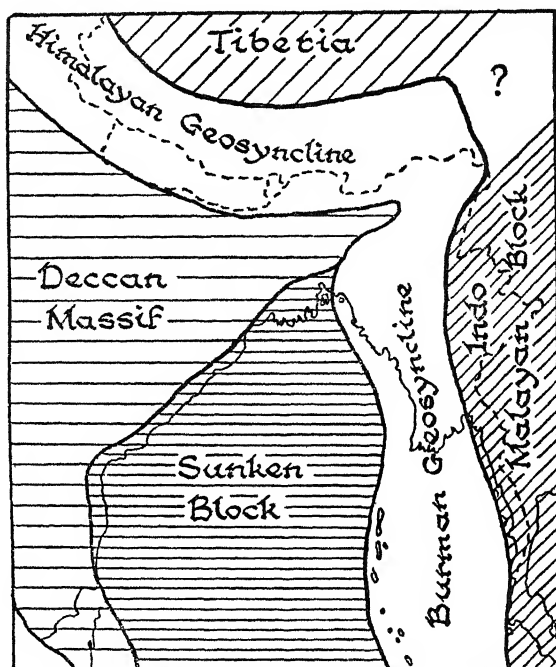 Tibetia
?
Himalayan Geosyncline
Deccan
Massif
Indo
Malayan Block
Burman Geosyncline
Sunken
Block